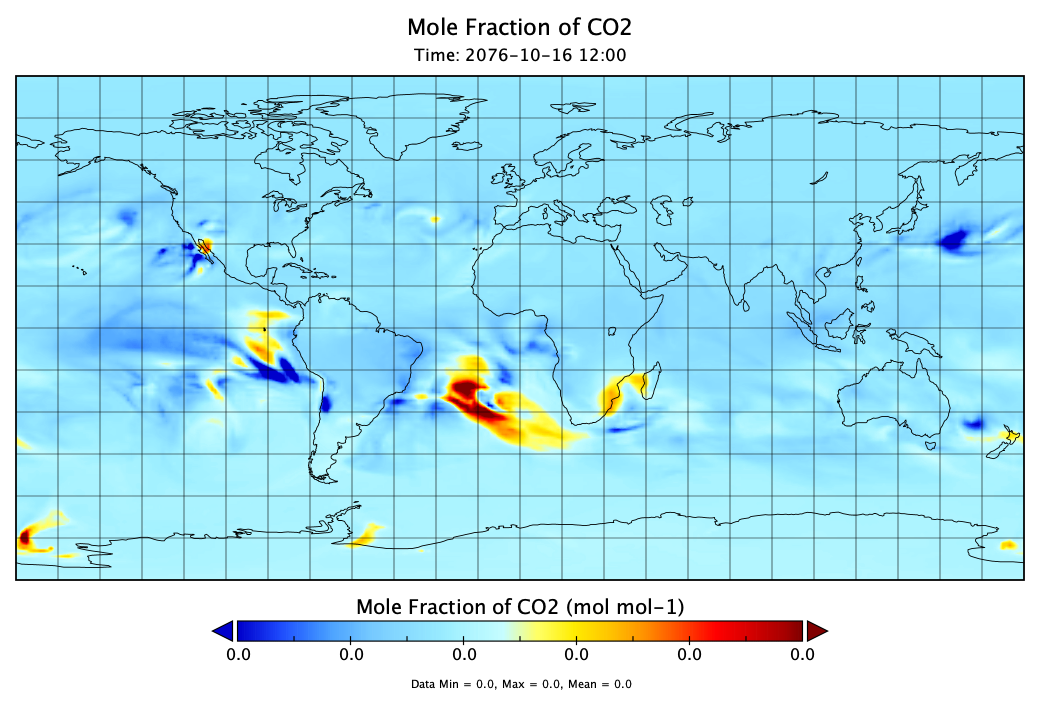 Mole Fraction of CO2
Time: 2076-10-16 12:00
Mole Fraction of CO2 (mol mol-1)
0.0 0.0 0.0 0.0 0.0 0.0
Data Min = 0.0, Max = 0.0, Mean = 0.0